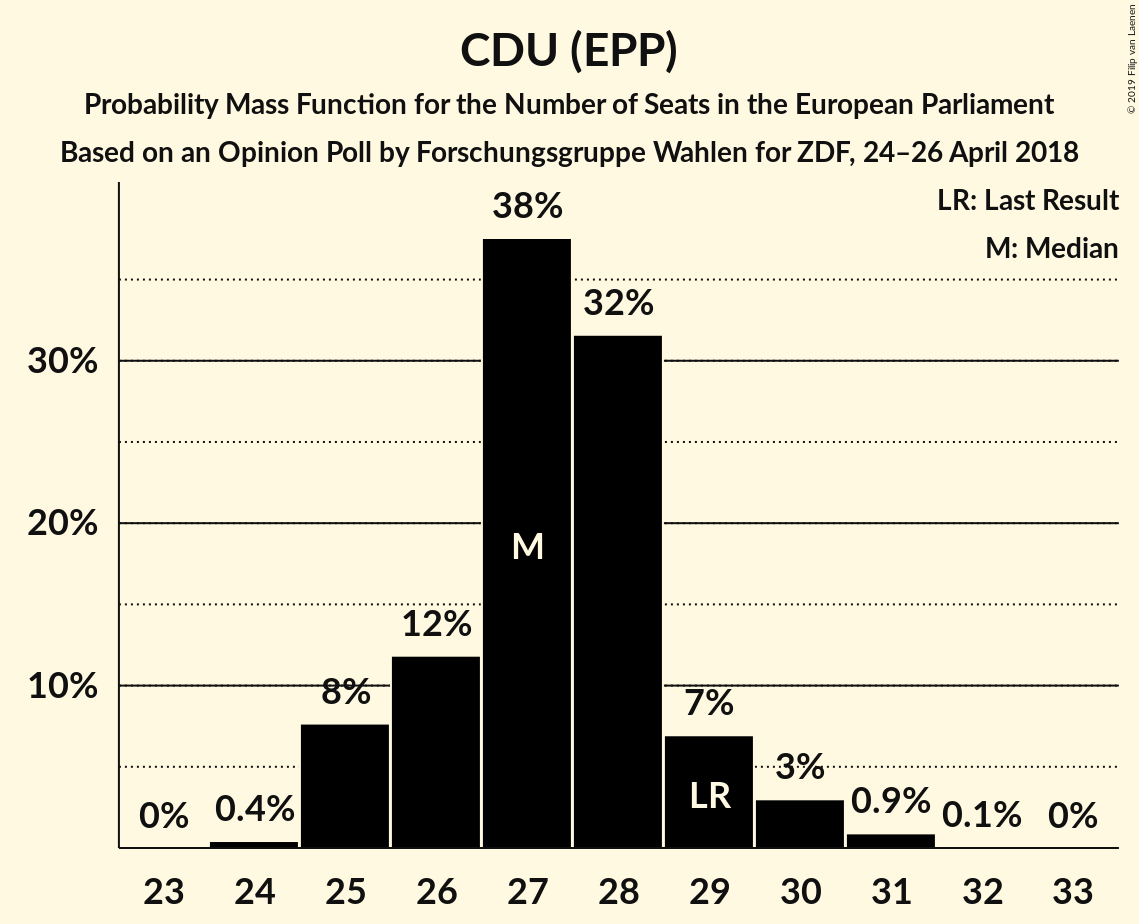 © 2019 Filip van Laenen
CDU (EPP)
Probability Mass Function for the Number of Seats in the European Parliament
Based on an Opinion Poll by Forschungsgruppe Wahlen for ZDF, 24–26 April 2018
LR: Last Result
M: Median
30%
20%
10%
0%
0.4%
8%
12%
38%
32%
7%
3%
0.9%
0.1%
0%
M
LR
23 24 25 26 27 28 29 30 31 32 33